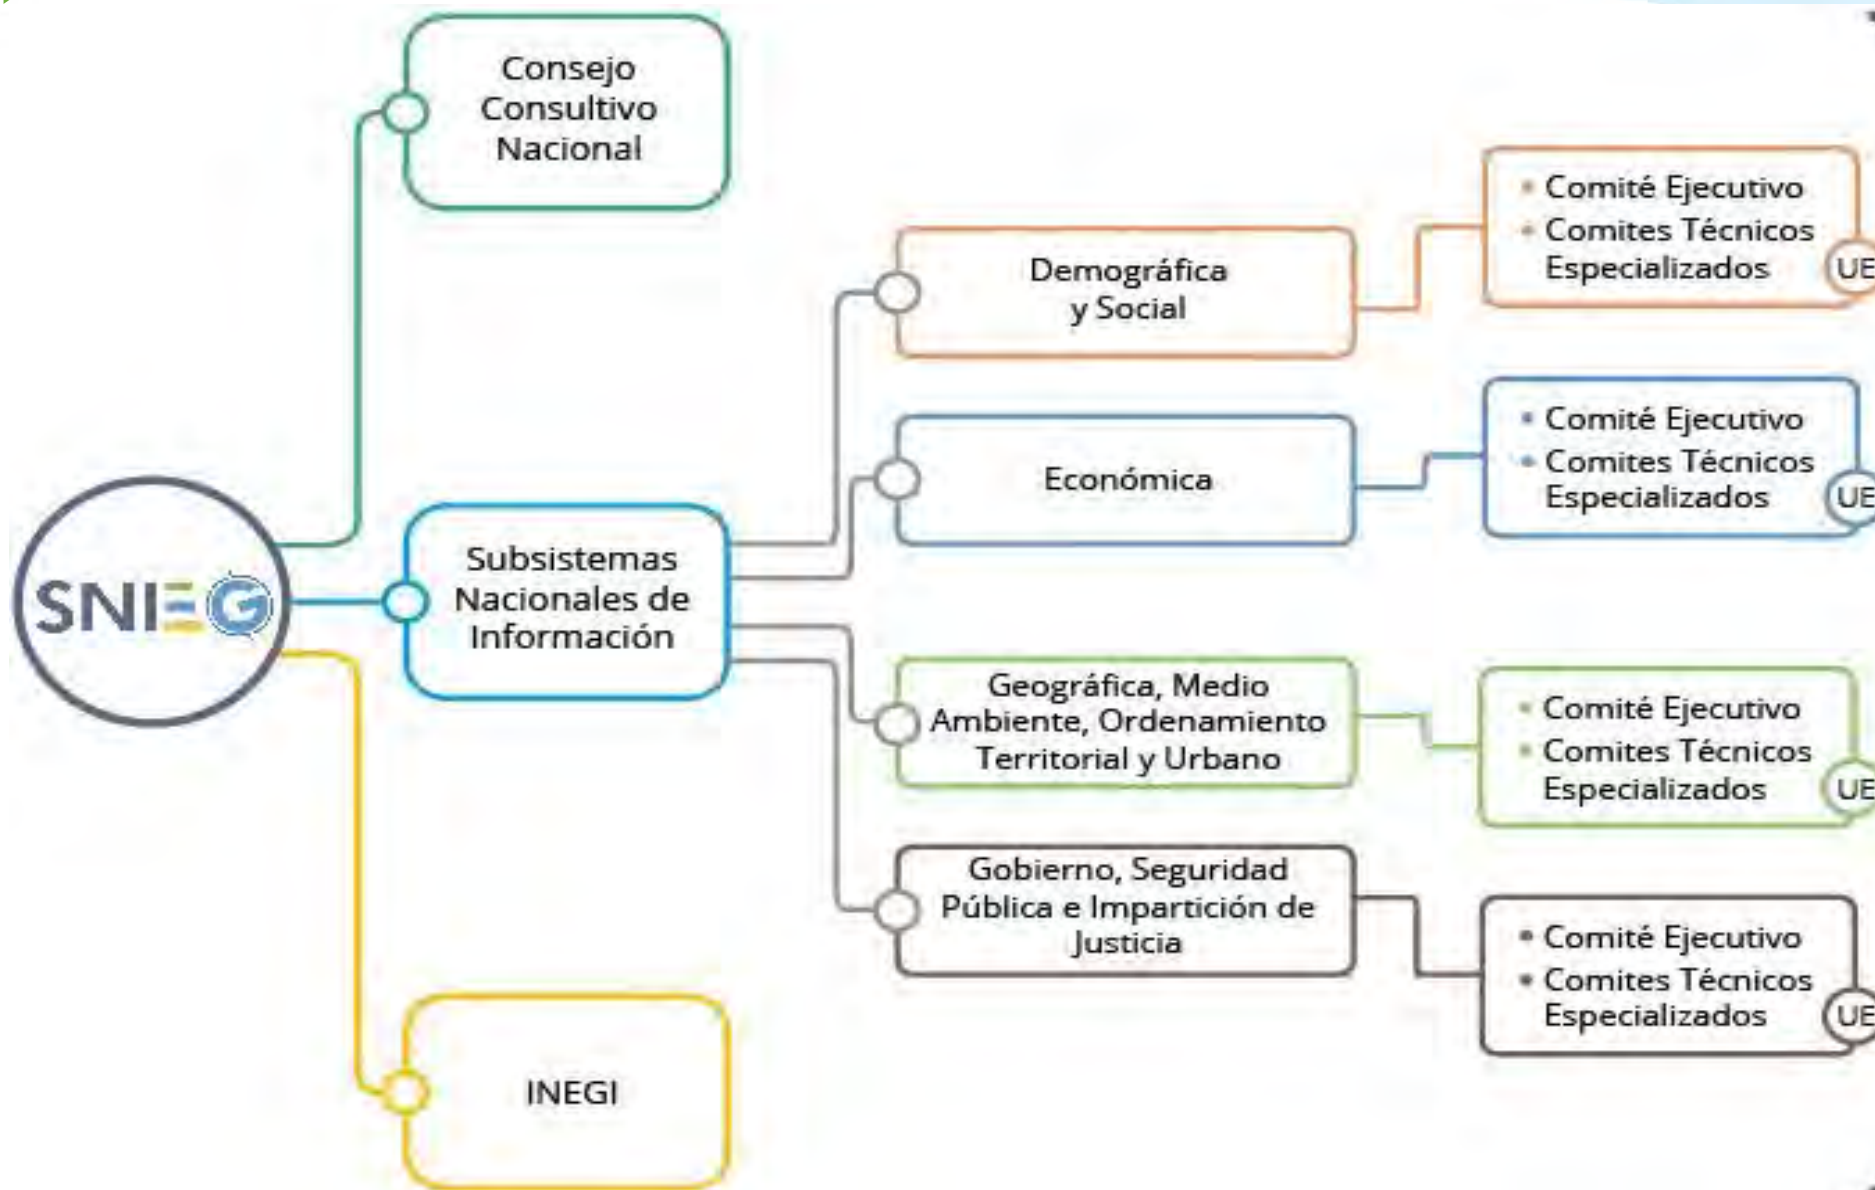 Consejo
Consultivo
Nacional
SNIEG
Subsistemas
Nacionales de
Información
INEGI
Demográfica
y Social
Económica
Geográfica, Medio
Ambiente, Ordenamiento
Territorial y Urbano
Gobierno, Seguridad
Pública e Impartición de
Justicia
• Comité Ejecutivo
• Comites Técnicos
Especializados
UE
• Comité Ejecutivo
• Comites Técnicos
Especializados
UE
• Comité Ejecutivo
• Comites Técnicos
Especializados
UE
• Comité Ejecutivo
• Comites Técnicos
Especializados
UE